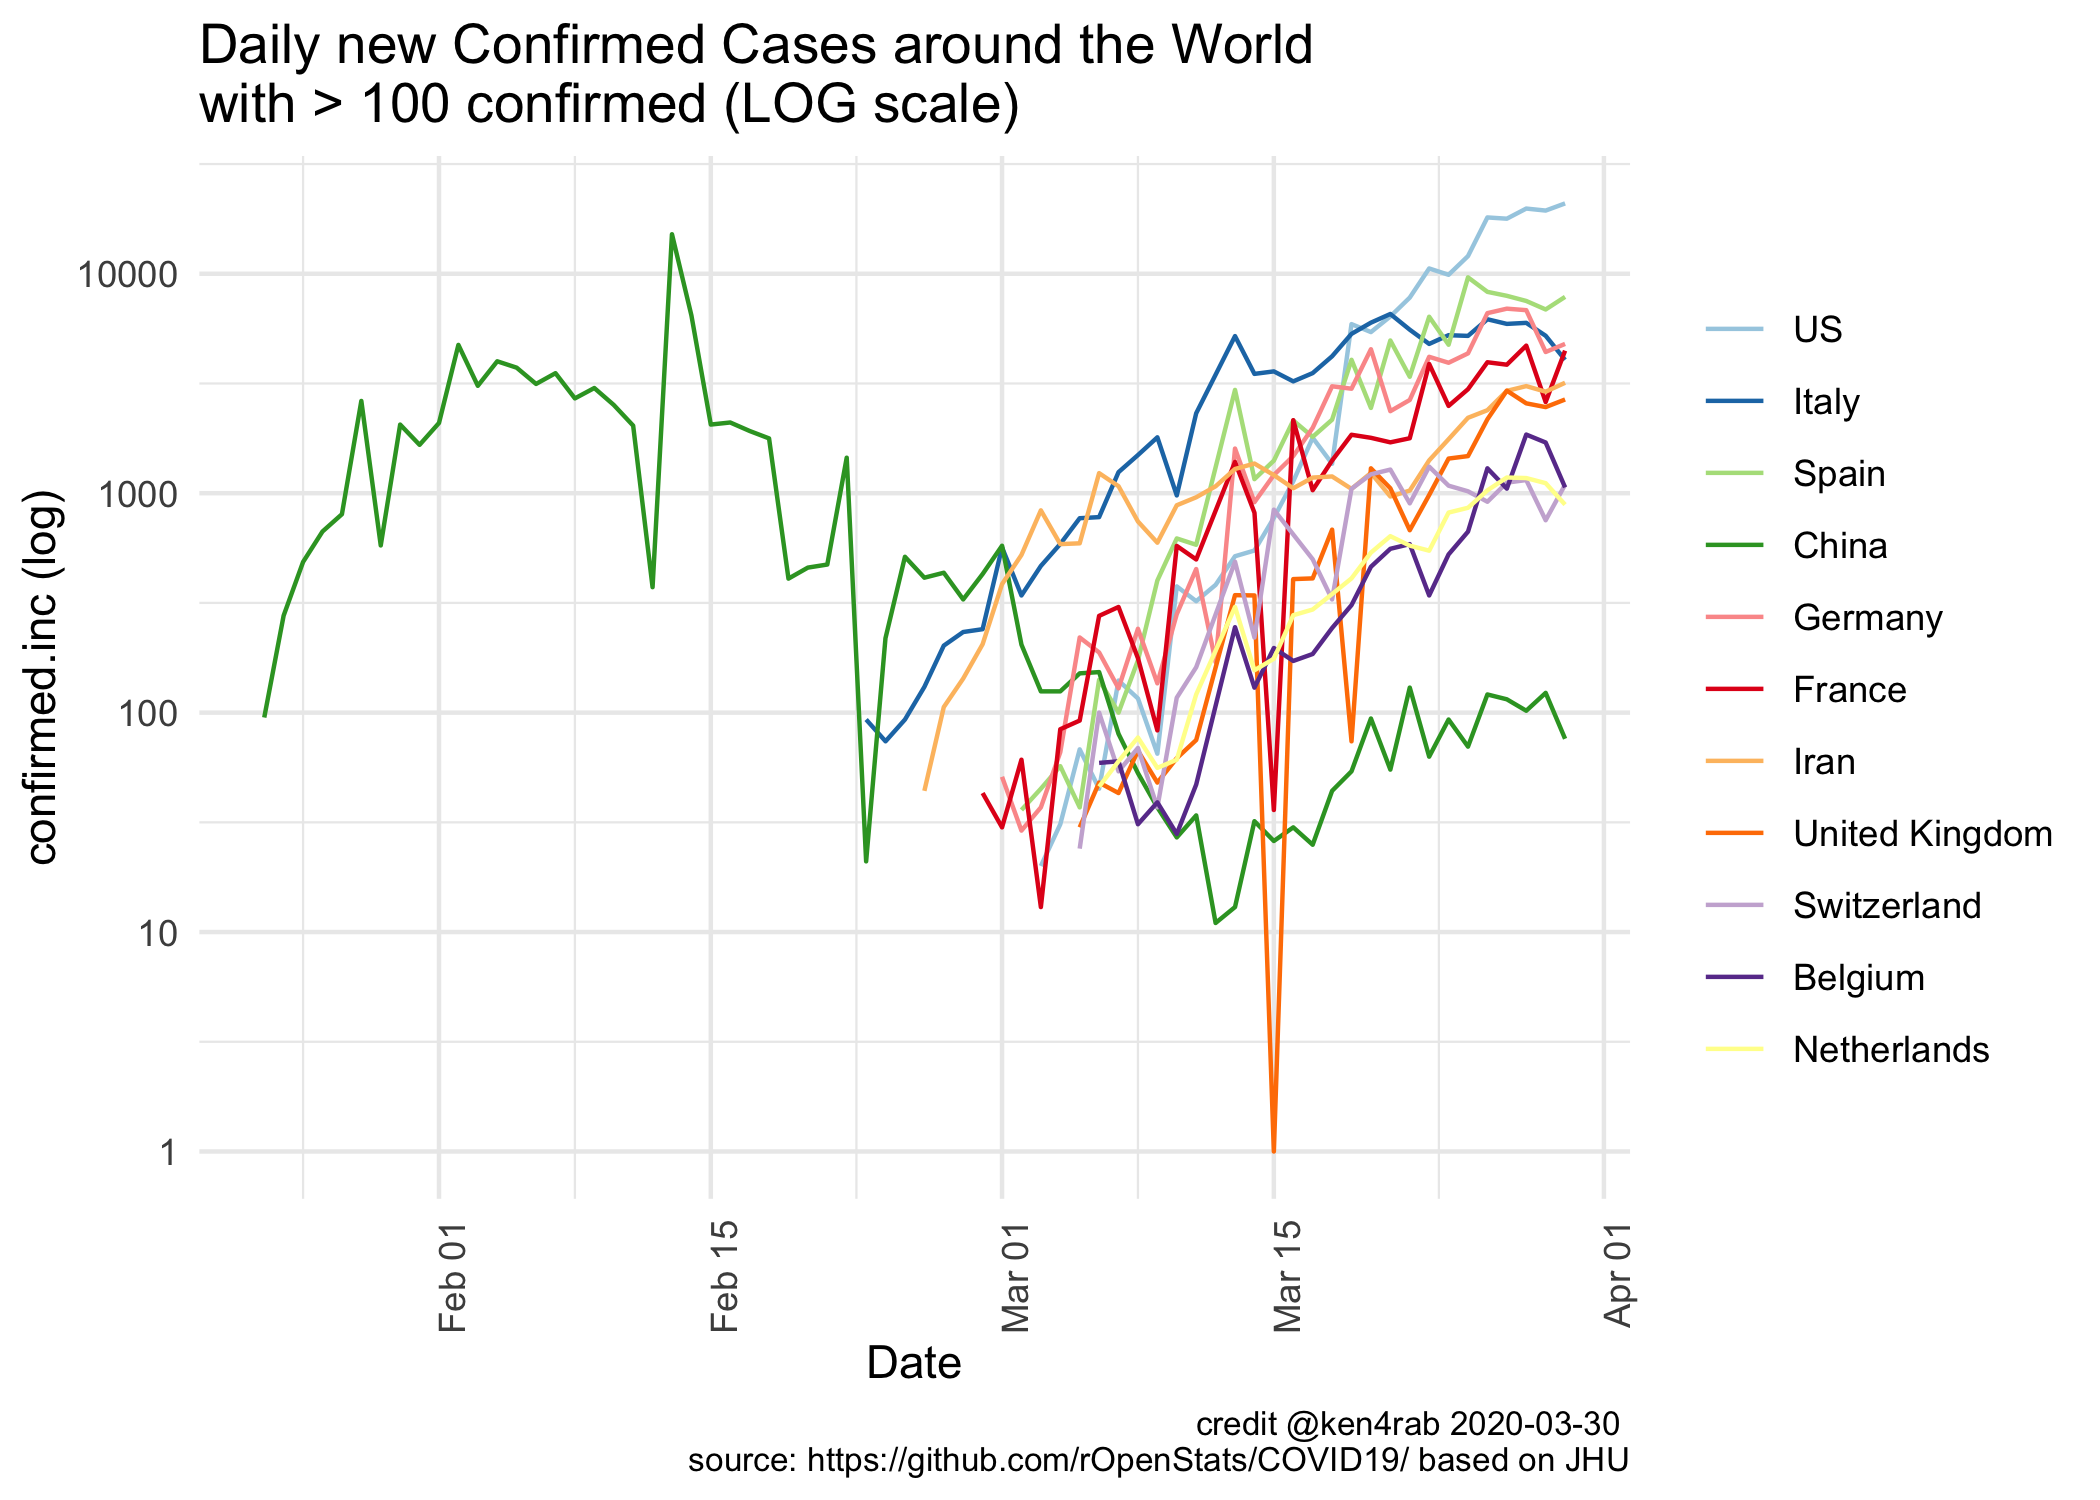 Daily new Confirmed Cases around the World
with > 100 confirmed (LOG scale)
confirmed.inc (log)
10000
1000
100
10
1
Feb 01
Feb 15
Mar 01
Mar 15
Apr 01
Date
US
Italy
Spain
China
Germany
France
Iran
United Kingdom
Switzerland
Belgium
Netherlands
credit @ken4rab 2020-03-30
source: https://github.com/rOpenStats/COVID19/ based on JHU